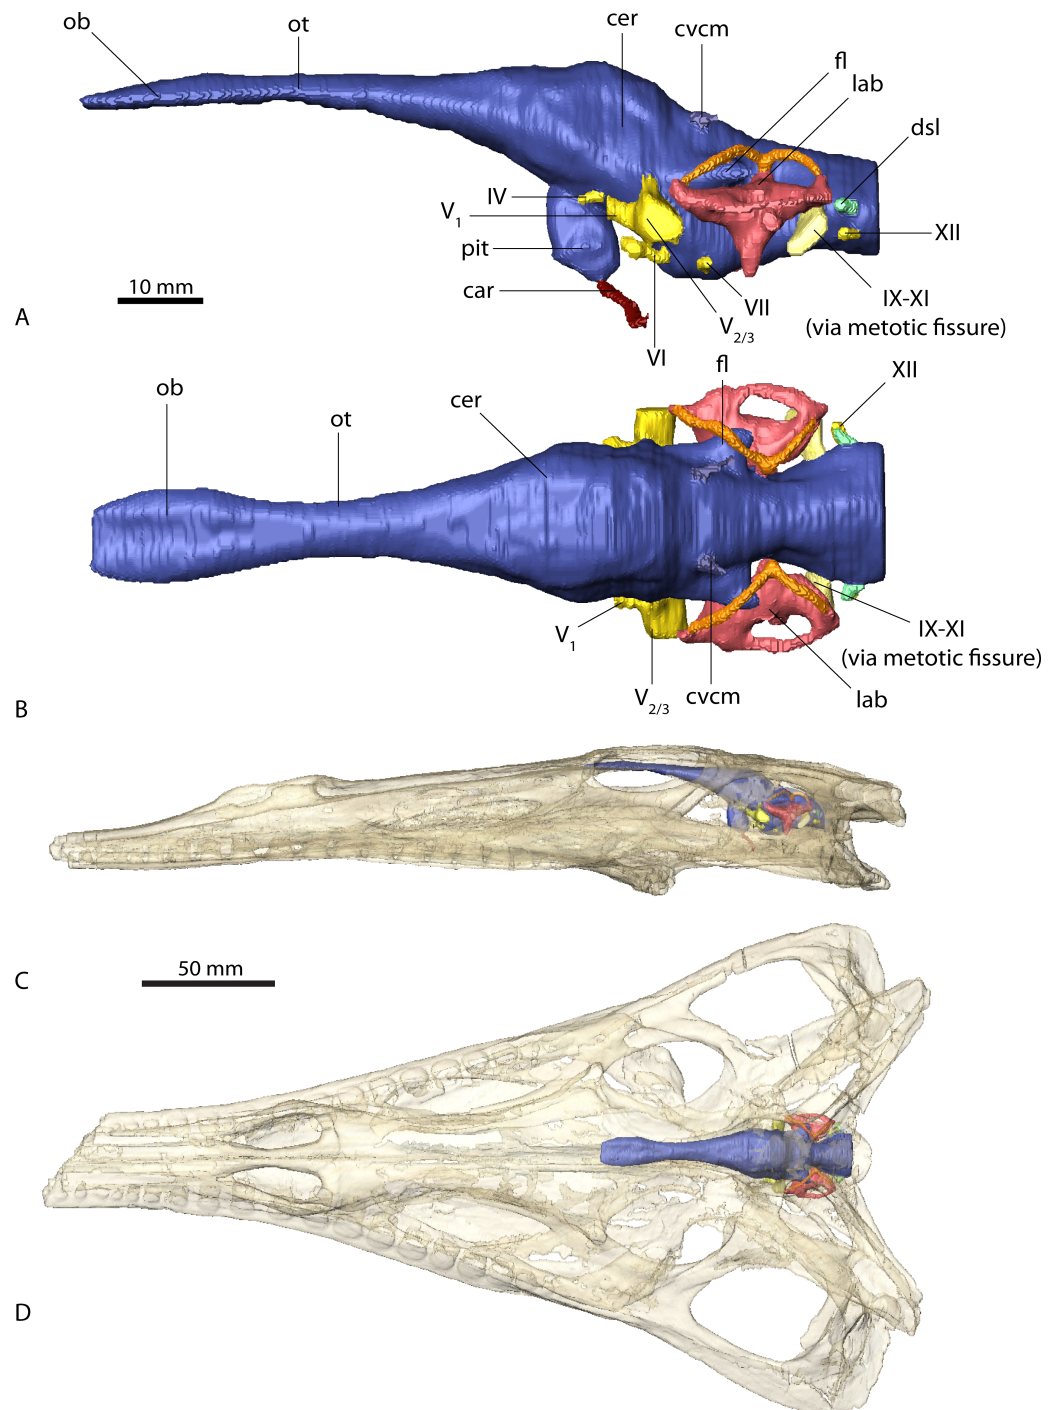 ob
ot
cer
cvcm
fl
lab
dsl
IV
V1
pit
car
XII
10 mm
VII
IX-XI
(via metotic fissure)
V2/3
VI
A
ob
ot
cer
fl
XII
V1
IX-XI
(via metotic fissure)
V2/3
cvcm
lab
B
C
50 mm
D